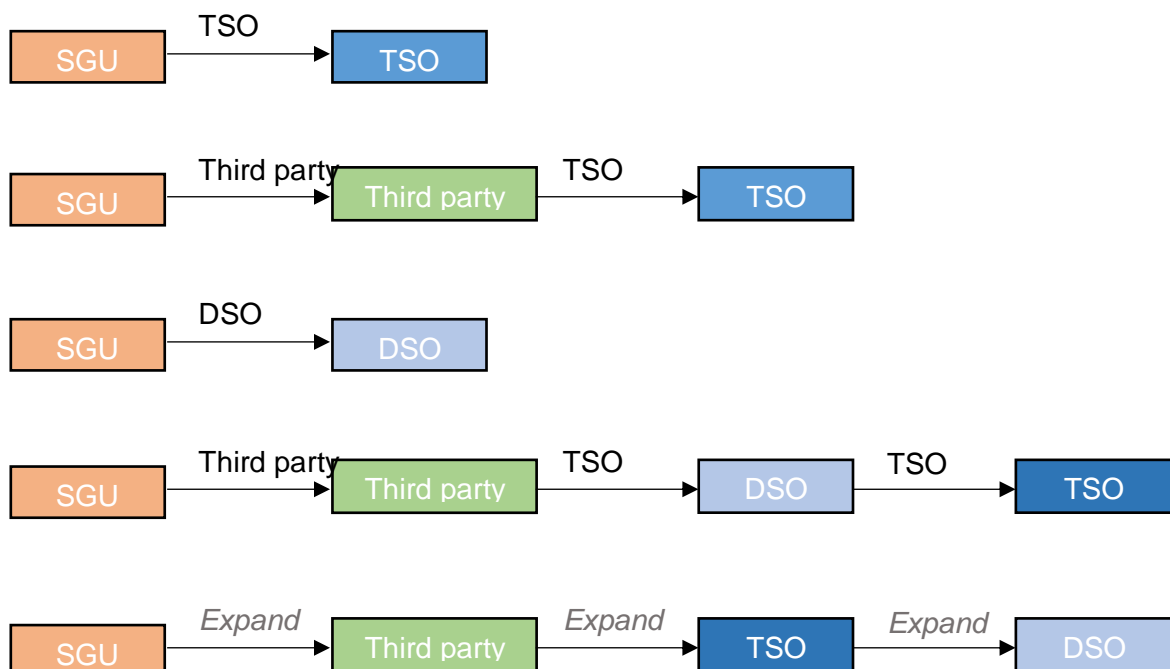 TSO
SGU TSO
Third party TSO
SGU Third party TSO
DSO
SGU DSO
Third party TSO TSO
SGU Third party DSO TSO
Expand Expand Expand
SGU Third party TSO DSO